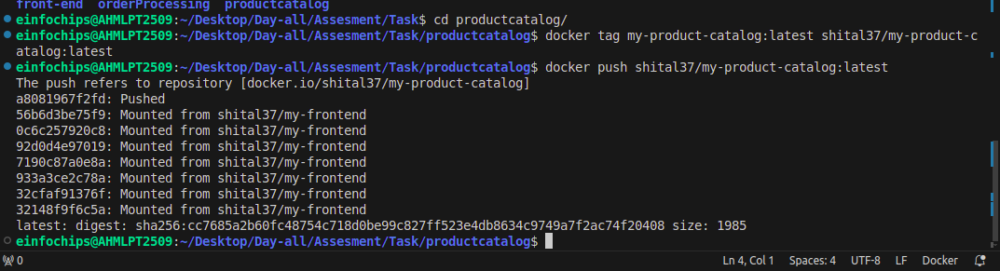 front-end orderProcessing productcatalog
einfochips@AHMLPT2509:~/Desktop/Day-all/Assesment/Task$ cd productcatalog/
einfochips@AHMLPT2509:~/Desktop/Day-all/Assesment/Task/productcatalog$ docker tag my-product-catalog:latest shital37/my-product-c
atalog:latest
einfochips@AHMLPT2509:~/Desktop/Day-all/Assesment/Task/productcatalog$ docker push shital37/my-product-catalog:latest
The push refers to repository [docker.io/shital37/my-product-catalog]
a8081967f2fd: Pushed
56b6d3be75f9: Mounted from shital37/my-frontend
0c6c257920c8: Mounted from shital37/my-frontend
92d0d4e97019: Mounted from shital37/my-frontend
7190c87a0e8a: Mounted from shital37/my-frontend
933a3ce2c78a: Mounted from shital37/my-frontend
32cfaf91376f: Mounted from shital37/my-frontend
32148f9f6c5a: Mounted from shital37/my-frontend
latest: digest: sha256:cc7685a2b60fc48754c718d0be99c827ff523e4db8634c9749a7f2ac74f20408 size: 1985
einfochips@AHMLPT2509:~/Desktop/Day-all/Assesment/Task/productcatalog$
0 Ln 4, Col 1 Spaces: 4 UTF-8 LF Docker